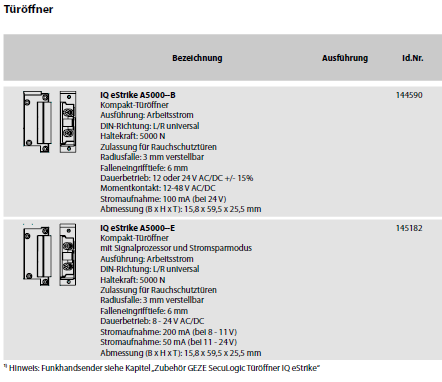 Türöffner
Bezeichnung Ausführung Id.Nr.
IQ eStrike A5000--B 144590
Kompakt-Türöffner
Ausführung: Arbeitsstrom
DIN-Richtung: L/R universal
Haltekraft: 5000 N
Zulassung für Rauchschutztüren
Radiusfalle: 3 mm verstellbar
Falleneingrifftiefe: 6 mm
Dauerbetrieb: 12 oder 24 V AC/DC +/- 15%
Momentkontakt: 12-48 V AC/DC
Stromaufnahme: 100 mA (bei 24 V)
Abmessung (B x H x T): 15,8 x 59,5 x 25,5 mm
IQ eStrike A5000--E 145182
Kompakt-Türöffner
mit Signalprozessor und Stromsparmodus
Ausführung: Arbeitsstrom
DIN-Richtung: L/R universal
Haltekraft: 5000 N
Zulassung für Rauchschutztüren
Radiusfalle: 3 mm verstellbar
Falleneingrifftiefe: 6 mm
Dauerbetrieb: 8 - 24 V AC/DC
Stromaufnahme: 200 mA (bei 8 - 11 V)
Stromaufnahme: 50 mA (bei 11 - 24 V)
Abmessung (B x H x T): 15,8 x 59,5 x 25,5 mm
¹⁾ Hinweis: Funkhandsender siehe Kapitel „Zubehör GEZE SecuLogic Türöffner IQ eStrike“